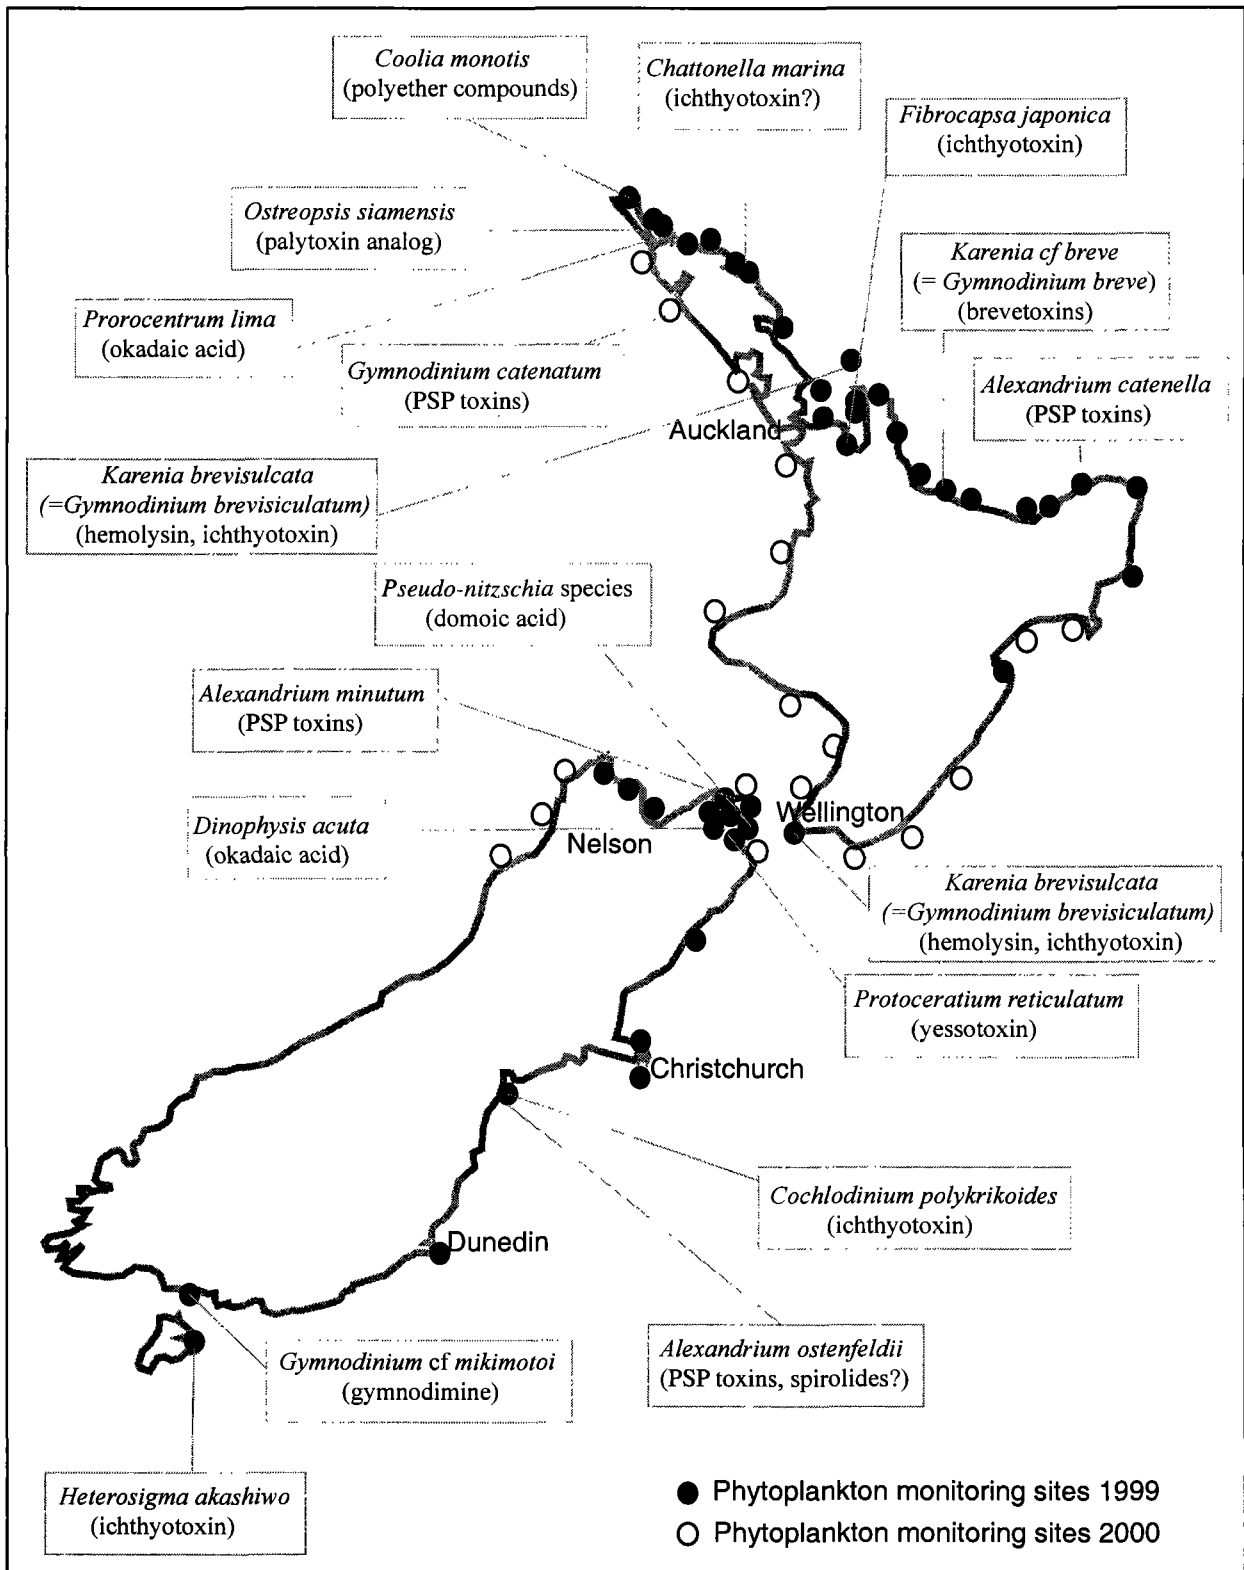 Coolia monotis
(polyether compounds)
Chattonella marina
(ichthyotoxin?)
Fibrocapsa japonica
(ichthyotoxin)
Ostreopsis siamensis
(palytoxin analog)
Karenia cf breve
(= Gymnodinium breve)
(brevetoxins)
Prorocentrum lima
(okadaic acid)
Gymnodinium catenatum
(PSP toxins)
Alexandrium catenella
(PSP toxins)
Auckland
Karenia brevisulcata
(=Gymnodinium brevisiculatum)
(hemolysin, ichthyotoxin)
Pseudo-nitzschia species
(domoic acid)
Alexandrium minutum
(PSP toxins)
Dinophysis acuta
(okadaic acid)
Nelson
Wellington
Karenia brevisulcata
(=Gymnodinium brevisiculatum)
(hemolysin, ichthyotoxin)
Protoceratium reticulatum
(yessotoxin)
Christchurch
Cochlodinium polykrikoides
(ichthyotoxin)
Dunedin
Alexandrium ostenfeldii
(PSP toxins, spirolides?)
Gymnodinium cf mikimotoi
(gymnodimine)
Heterosigma akashiwo
(ichthyotoxin)
Phytoplankton monitoring sites 1999
Phytoplankton monitoring sites 2000